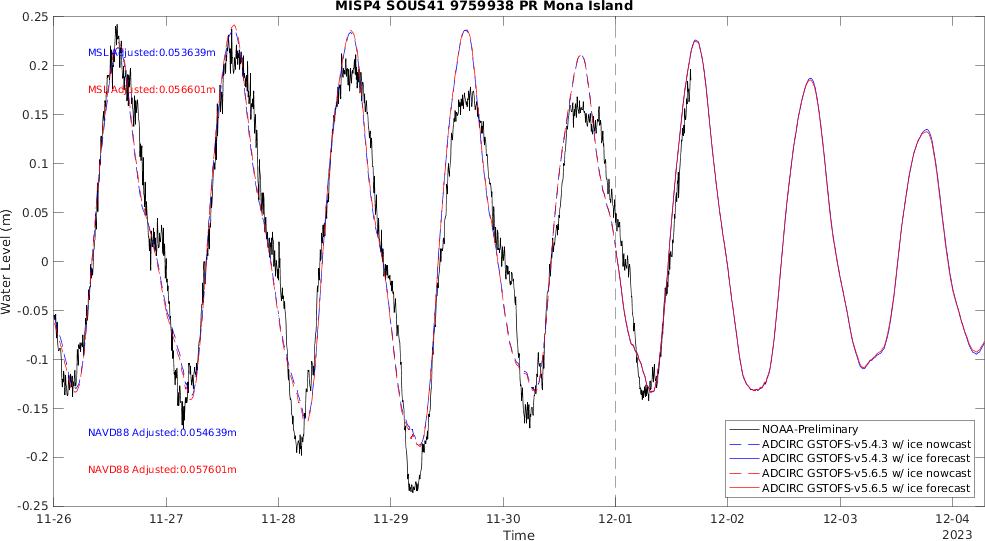 MISP4 SOUS41 9759938 PR Mona Island
0.25
0.2
0.15
0.1
0.05
0
-0.05
-0.1
-0.15
-0.2
-0.25
Water Level (m)
MSL Adjusted:0.053639m
MSL Adjusted:0.056601m
NAVD88 Adjusted:0.054639m
NAVD88 Adjusted:0.057601m
NOAA-Preliminary
ADCIRC GSTOFS-v5.4.3 w/ ice nowcast
ADCIRC GSTOFS-v5.4.3 w/ ice forecast
ADCIRC GSTOFS-v5.6.5 w/ ice nowcast
ADCIRC GSTOFS-v5.6.5 w/ ice forecast
11-26 11-27 11-28 11-29 11-30 12-01 12-02 12-03 12-04
Time
2023